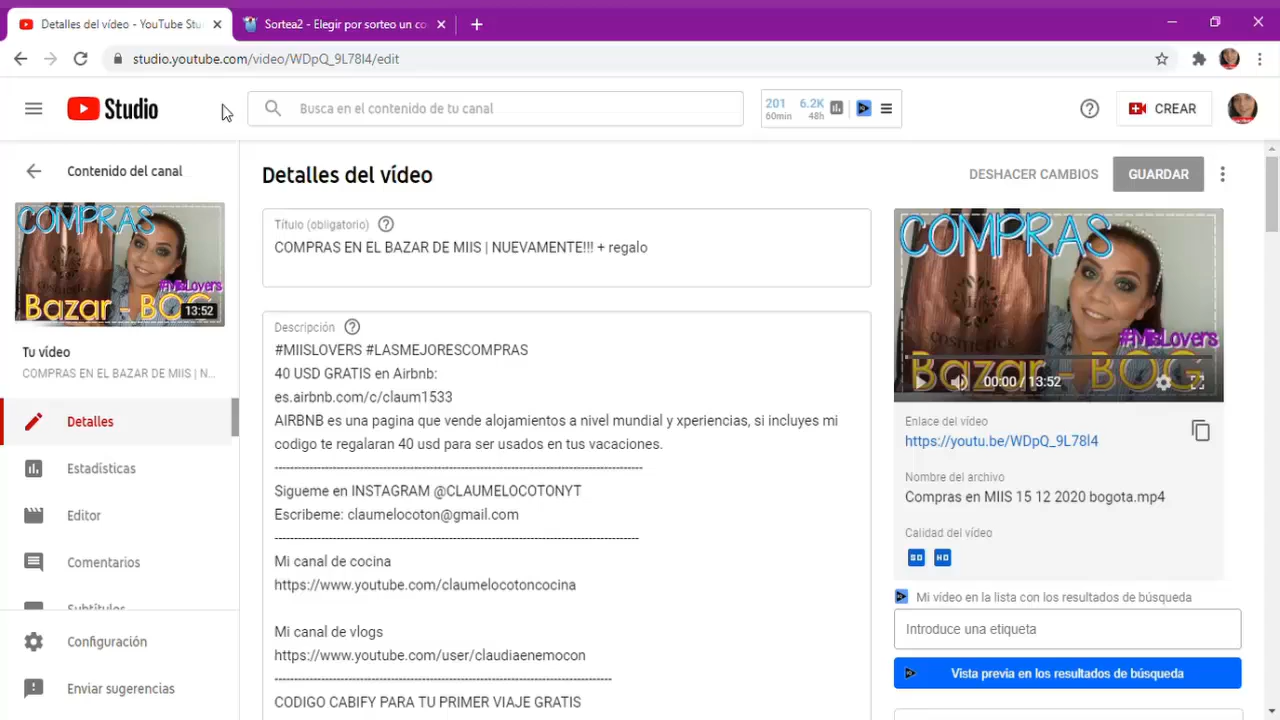 Detalles del vídeo - YouTube Stu
Sortea2 - Elegir por sorteo un co
studio.youtube.com/video/WDpQ_9L78l4/edit
Studio
Busca en el contenido de tu canal
201 6.2K
60min 48h
CREAR
Contenido del canal
COMPRAS
#MiisLovers
Bazar - BOG
13:52
Tu vídeo
COMPRAS EN EL BAZAR DE MIIS | N...
Detalles
Estadísticas
Editor
Comentarios
Subtítulos
Configuración
Enviar sugerencias
Detalles del vídeo
DESHACER CAMBIOS
GUARDAR
Título (obligatorio)
COMPRAS EN EL BAZAR DE MIIS | NUEVAMENTE!!! + regalo
Descripción
#MIISLOVERS #LASMEJORESCOMPRAS
40 USD GRATIS en Airbnb:
es.airbnb.com/c/claum1533
AIRBNB es una pagina que vende alojamientos a nivel mundial y xperiencias, si incluyes mi
codigo te regalaran 40 usd para ser usados en tus vacaciones.
Sigueme en INSTAGRAM @CLAUMELOCOTONYT
Escribeme: claumelocoton@gmail.com
Mi canal de cocina
https://www.youtube.com/claumelocotoncocina
Mi canal de vlogs
https://www.youtube.com/user/claudiaenemocon
CODIGO CABIFY PARA TU PRIMER VIAJE GRATIS
COMPRAS
cosmetics
#MiisLovers
Bazar - BOG
00:00 / 13:52
Enlace del vídeo
https://youtu.be/WDpQ_9L78l4
Nombre del archivo
Compras en MIIS 15 12 2020 bogota.mp4
Calidad del vídeo
SD HD
Mi vídeo en la lista con los resultados de búsqueda
Introduce una etiqueta
Vista previa en los resultados de búsqueda